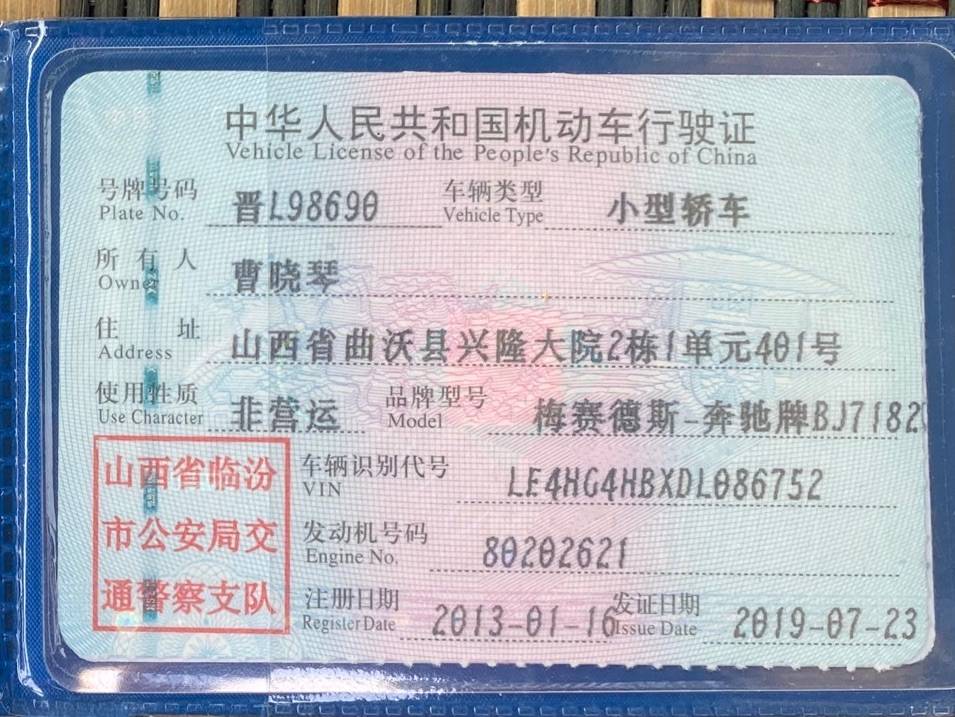 中华人民共和国机动车行驶证
Vehicle License of the People's Republic of China
号牌号码 晋L98690 车辆类型 小型轿车
Plate No. Vehicle Type
所有人 曹晓琴
Owner
住址 山西省曲沃县兴隆大院2栋1单元401号
Address
使用性质 非营运 品牌型号 梅赛德斯-奔驰牌BJ7182
Use Character Model
山西省临汾
市公安局交
通警察支队
车辆识别代号 LE4HG4HBXDL086752
VIN
发动机号码 80202621
Engine No.
注册日期 2013-01-16 发证日期 2019-07-23
Register Date Issue Date